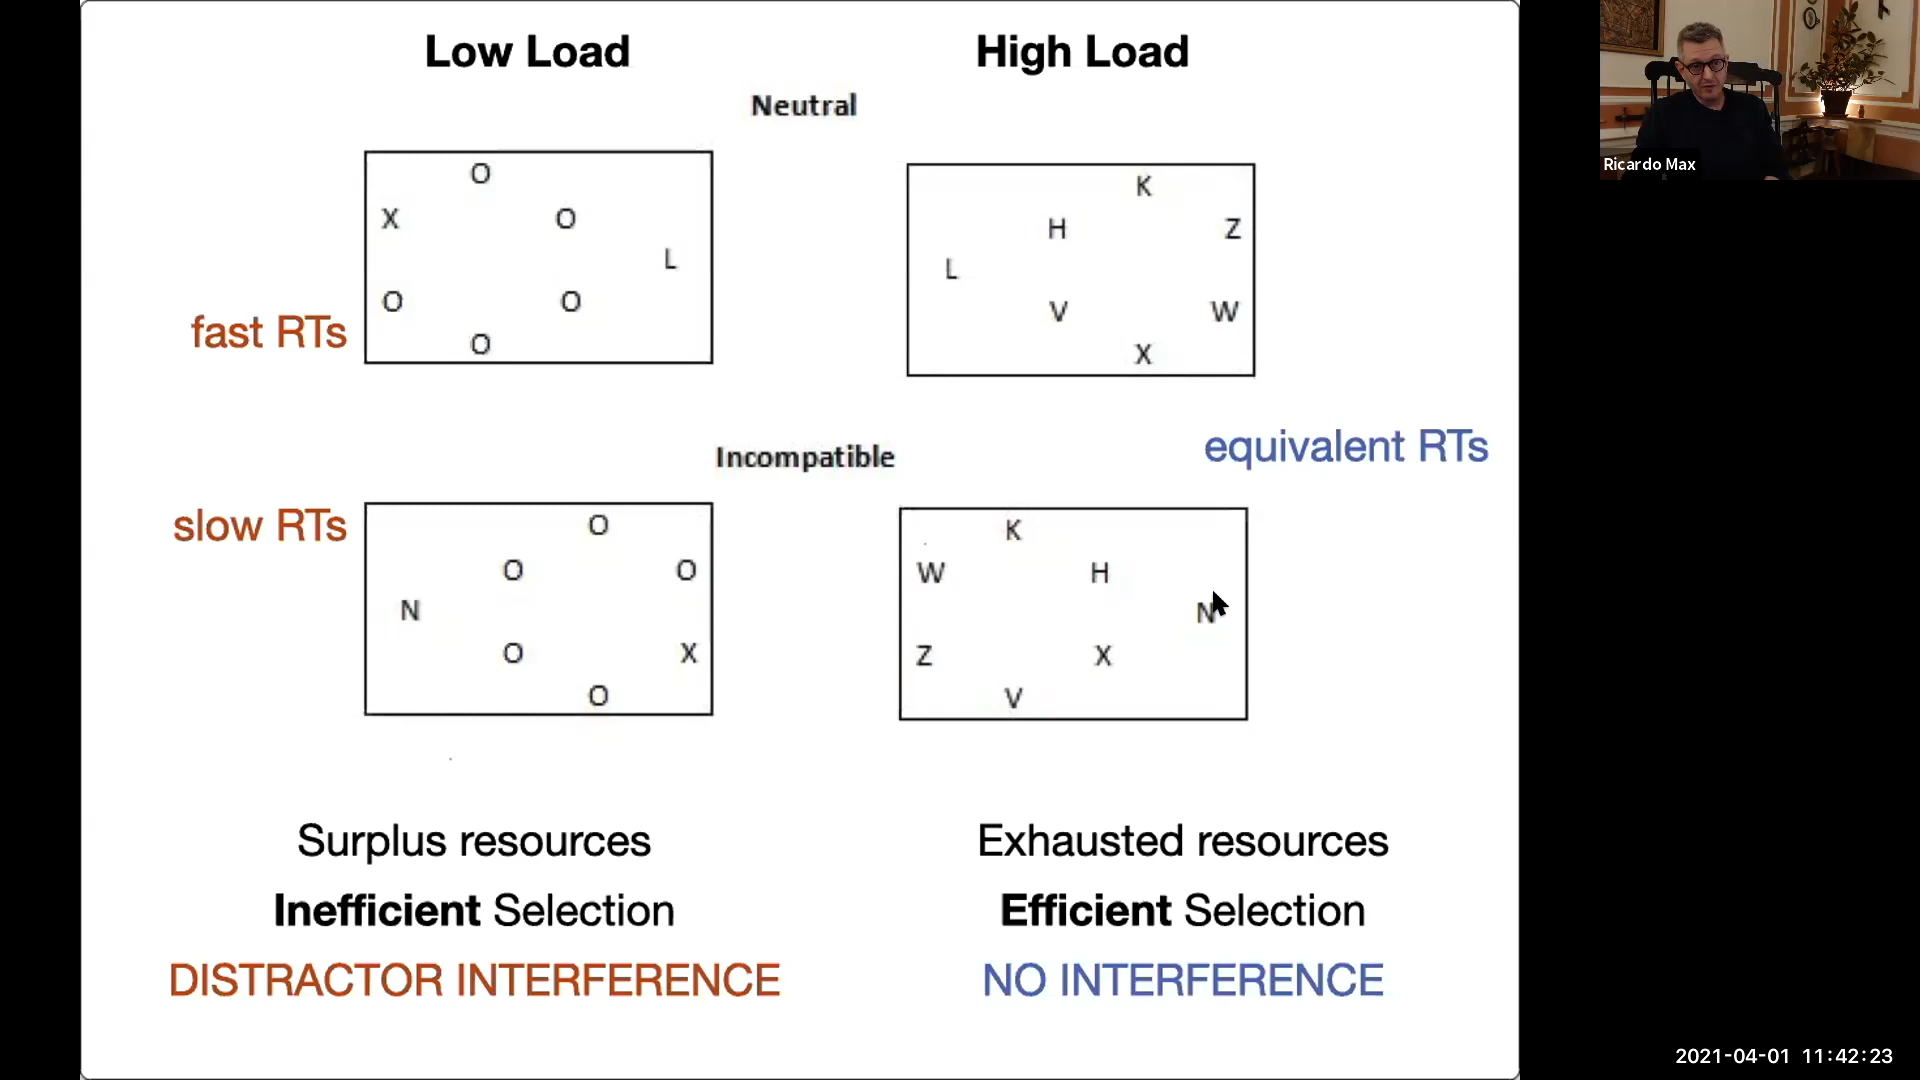 Low Load
High Load
Neutral
O
X
O
L
O
O
O
K
H
Z
L
V
W
X
fast RTs
equivalent RTs
Incompatible
slow RTs
O
O
O
N
O
X
O
K
W
H
N
Z
X
V
Surplus resources
Inefficient Selection
DISTRACTOR INTERFERENCE
Exhausted resources
Efficient Selection
NO INTERFERENCE
Ricardo Max
2021-04-01 11:42:23